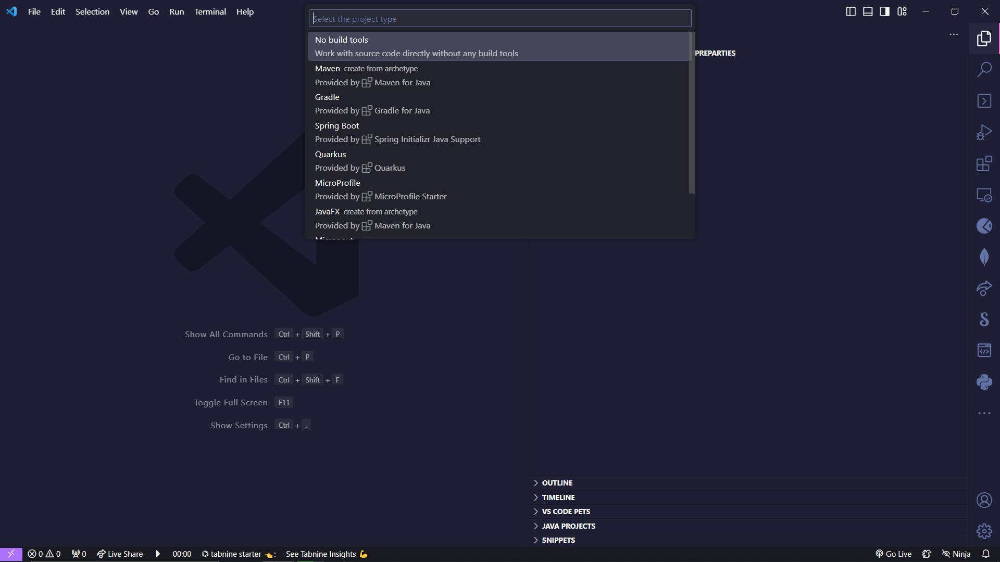 File Edit Selection View Go Run Terminal Help
Select the project type
No build tools
Work with source code directly without any build tools
PREPARTIES
Maven create from archetype
Provided by Maven for Java
Gradle
Provided by Gradle for Java
Spring Boot
Provided by Spring Initializr Java Support
Quarkus
Provided by Quarkus
MicroProfile
Provided by MicroProfile Starter
JavaFX create from archetype
Provided by Maven for Java
Show All Commands Ctrl + Shift + P
Go to File Ctrl + P
Find in Files Ctrl + Shift + F
Toggle Full Screen F11
Show Settings Ctrl + ,
OUTLINE
TIMELINE
VS CODE PETS
JAVA PROJECTS
SNIPPETS
0 0 0 Live Share 00:00 tabnine starter : See Tabnine Insights Go Live Ninja